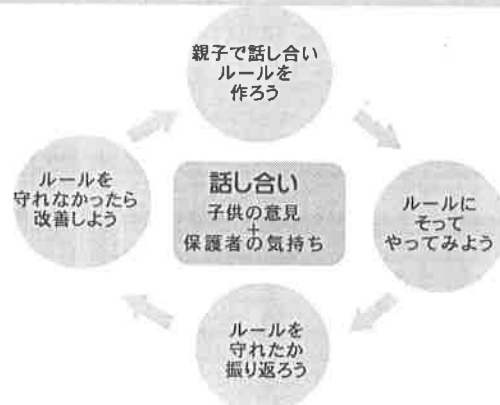 親子で話し合い
ルールを
作ろう
ルールに
そって
やってみよう
ルールを
守れたか
振り返ろう
ルールを
守れなかったら
改善しよう
話し合い
子供の意見
+
保護者の気持ち